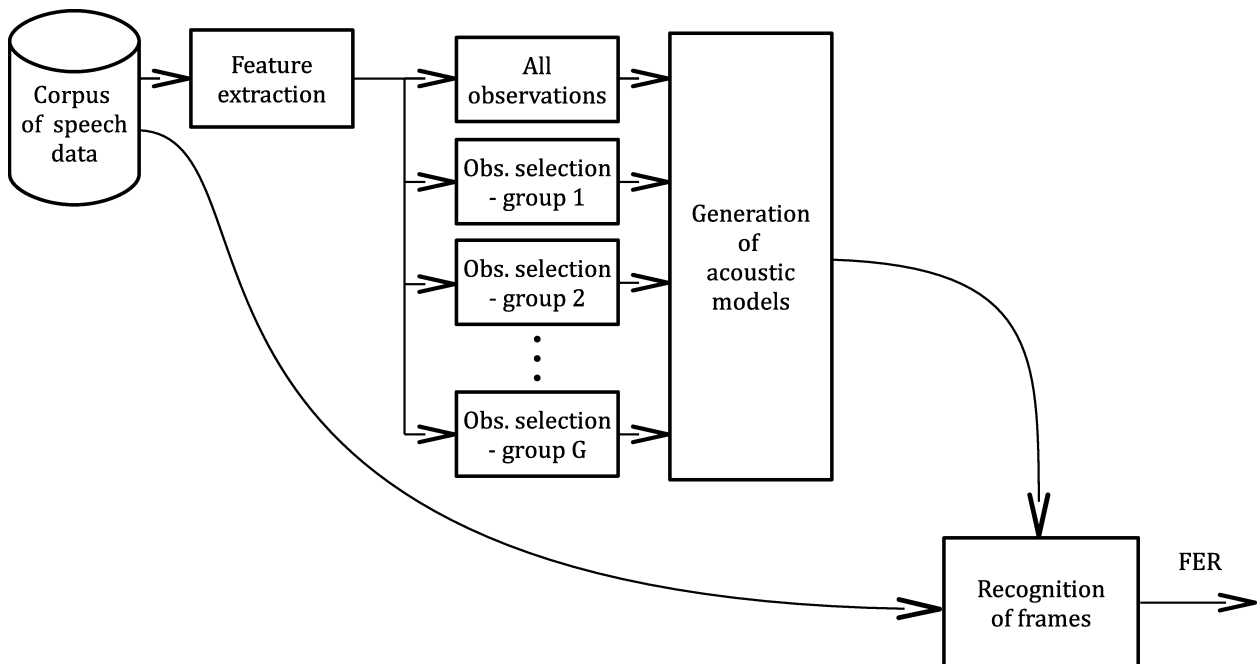 Corpus
of speech
data
Feature
extraction
All
observations
Obs. selection
- group 1
Obs. selection
- group 2
Obs. selection
- group G
Generation
of
acoustic
models
Recognition
of frames
FER